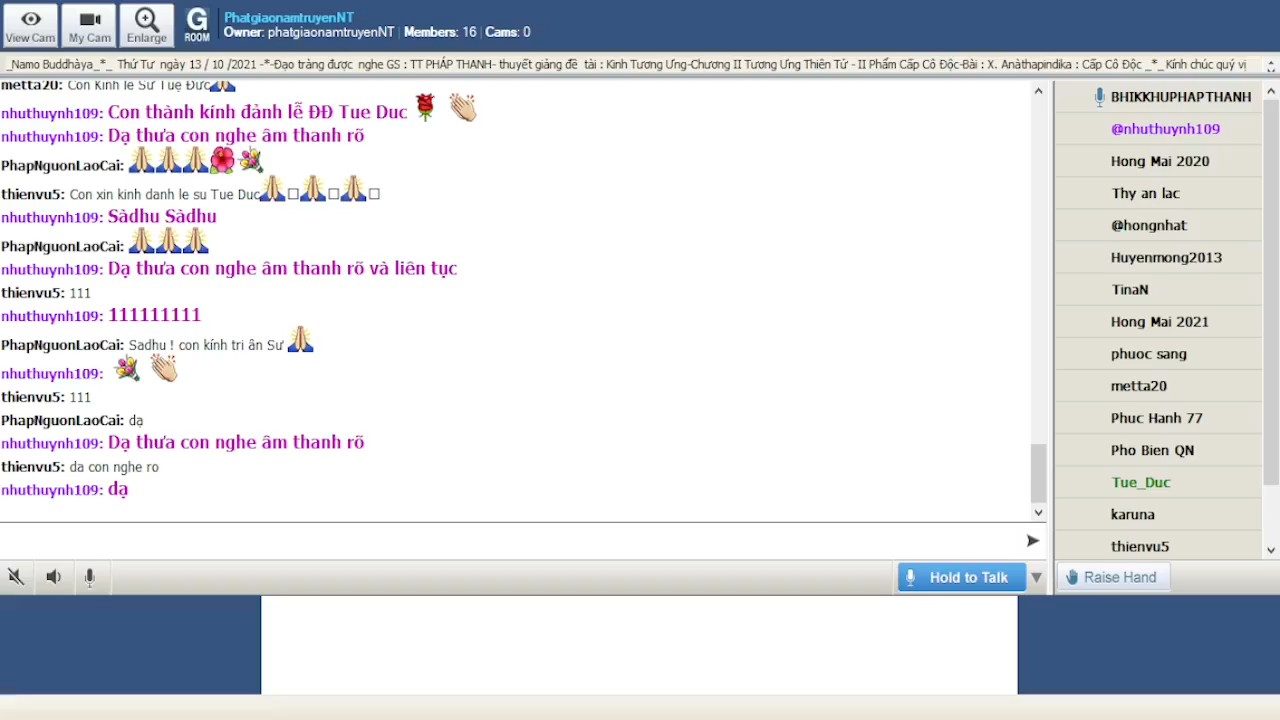 View Cam
My Cam
Enlarge
G
ROOM
PhatgiaonamtruyenNT
Owner: phatgiaonamtruyenNT | Members: 16 | Cams: 0
_Namo Buddhàya_*_ Thứ Tư ngày 13 / 10 /2021 -*-Đạo tràng được nghe GS : TT PHÁP THANH- thuyết giảng đề tài : Kinh Tương Ưng-Chương II Tương Ưng Thiên Tử - II Phẩm Cấp Cô Độc-Bài : X. Anàthapindika : Cấp Cô Độc _*_Kính chúc quý vị
metta20: Con Kính lễ Sư Tuệ Đức
nhuthuynh109: Con thành kính đảnh lễ ĐĐ Tue Duc
nhuthuynh109: Dạ thưa con nghe âm thanh rõ
PhapNguonLaoCai:
thienvu5: Con xin kinh danh le su Tue Duc
nhuthuynh109: Sàdhu Sàdhu
PhapNguonLaoCai:
nhuthuynh109: Dạ thưa con nghe âm thanh rõ và liên tục
thienvu5: 111
nhuthuynh109: 111111111
PhapNguonLaoCai: Sadhu ! con kính tri ân Sư
nhuthuynh109:
thienvu5: 111
PhapNguonLaoCai: dạ
nhuthuynh109: Dạ thưa con nghe âm thanh rõ
thienvu5: da con nghe ro
nhuthuynh109: dạ
BHIKKHUPHAPTHANH
@nhuthuynh109
Hong Mai 2020
Thy an lac
@hongnhat
Huyenmong2013
TinaN
Hong Mai 2021
phuoc sang
metta20
Phuc Hanh 77
Pho Bien QN
Tue_Duc
karuna
thienvu5
Hold to Talk
Raise Hand